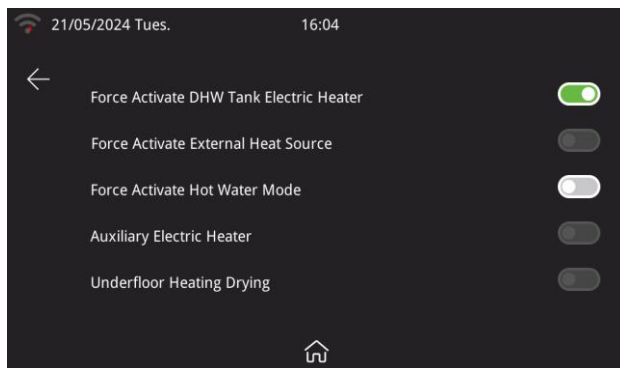 21/05/2024 Tues. 16:04
Force Activate DHW Tank Electric Heater
Force Activate External Heat Source
Force Activate Hot Water Mode
Auxiliary Electric Heater
Underfloor Heating Drying